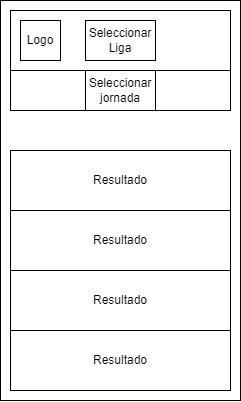 Logo
Seleccionar
Liga
Seleccionar
jornada
Resultado
Resultado
Resultado
Resultado